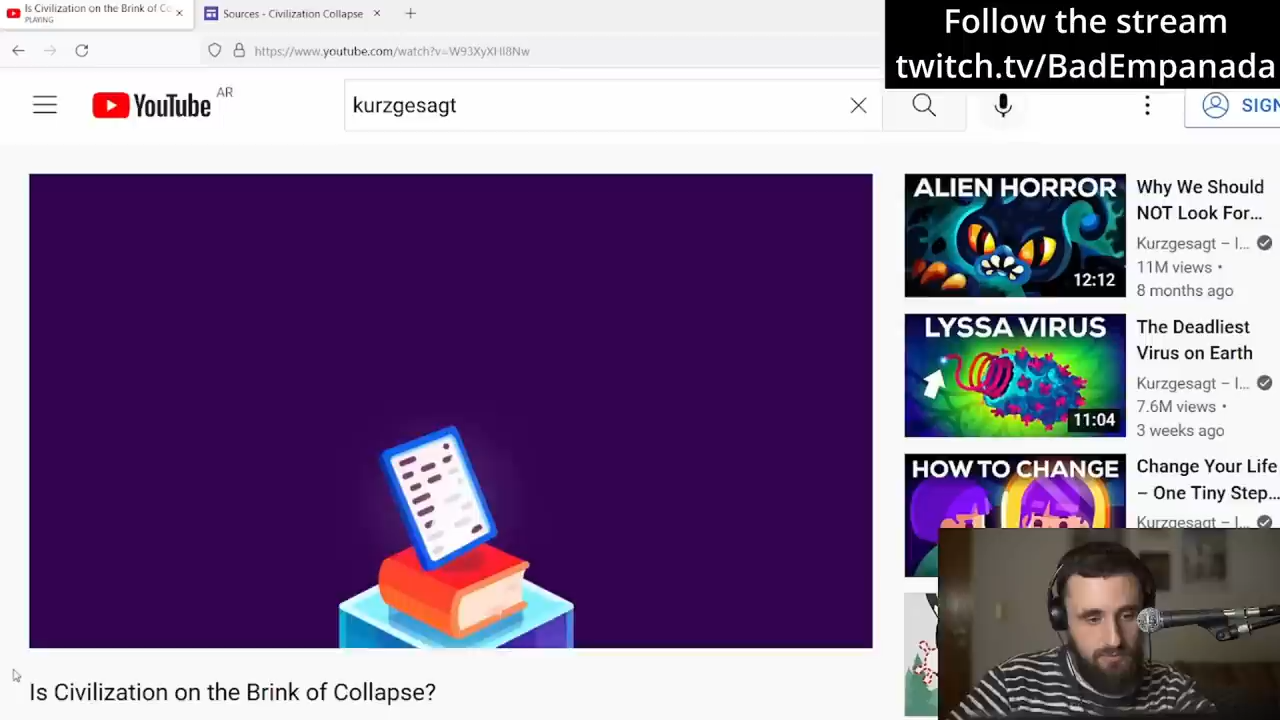 Is Civilization on the Brink of Co
PLAYING
Sources - Civilization Collapse
Follow the stream
twitch.tv/BadEmpanada
https://www.youtube.com/watch?v=W93XyXHI8Nw
YouTube AR
kurzgesagt
SIGN
ALIEN HORROR
12:12
Why We Should
NOT Look For...
Kurzgesagt – I...
11M views •
8 months ago
LYSSA VIRUS
11:04
The Deadliest
Virus on Earth
Kurzgesagt – I...
7.6M views •
3 weeks ago
HOW TO CHANGE
Change Your Life
– One Tiny Step...
Kurzgesagt – I...
Is Civilization on the Brink of Collapse?